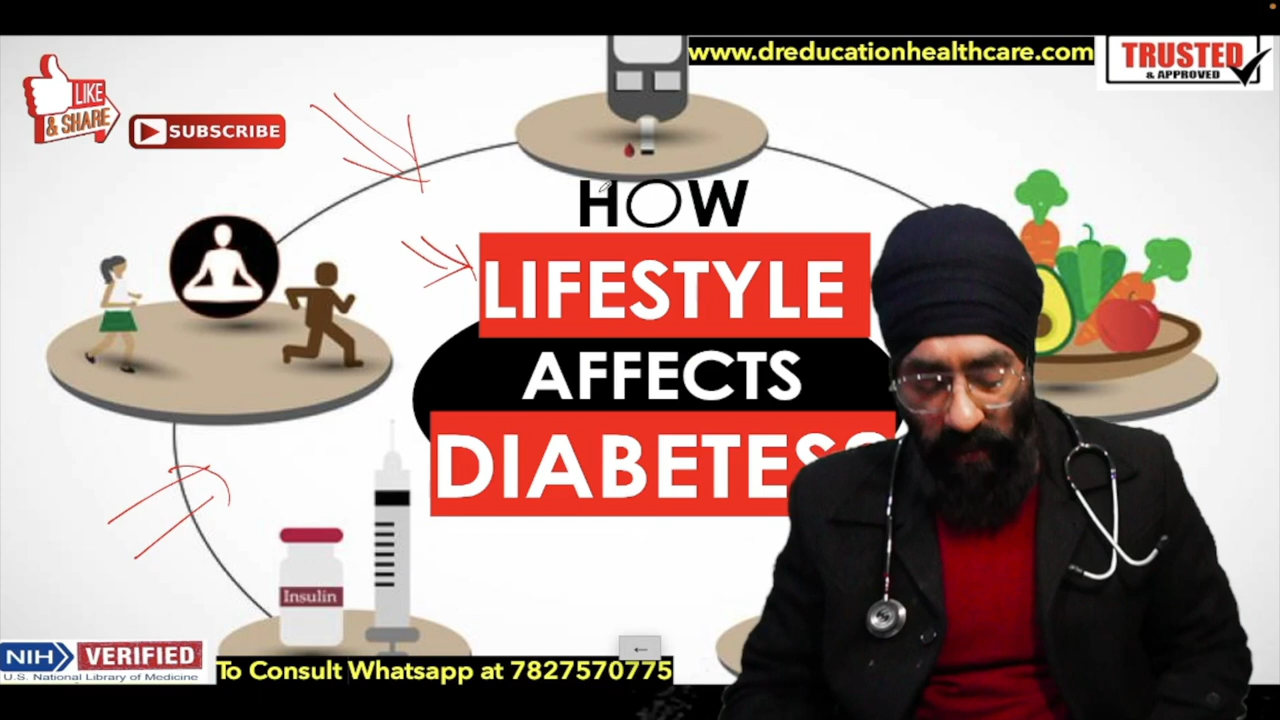 www.dreducationhealthcare.com
TRUSTED
& APPROVED
LIKE
& SHARE
SUBSCRIBE
HOW
LIFESTYLE
AFFECTS
DIABETES
Insulin
NIH VERIFIED
U.S. National Library of Medicine
To Consult Whatsapp at 7827570775